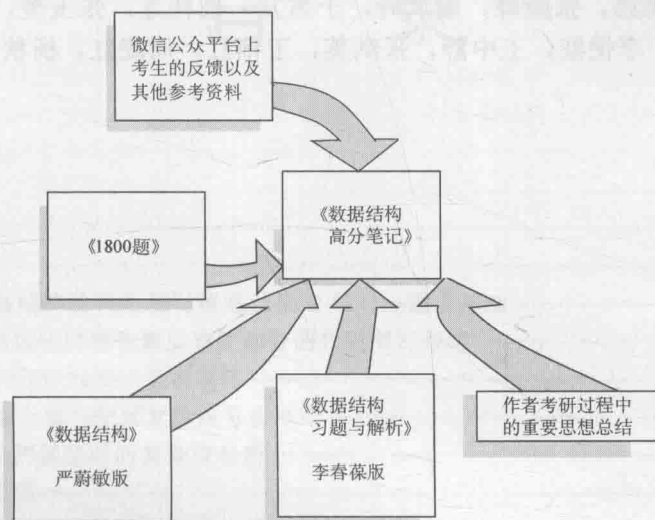 微信公众平台上
考生的反馈以及
其他参考资料
《数据结构
高分笔记》
《1800题》
《数据结构》
严蔚敏版
《数据结构
习题与解析》
李春葆版
作者考研过程中
的重要思想总结